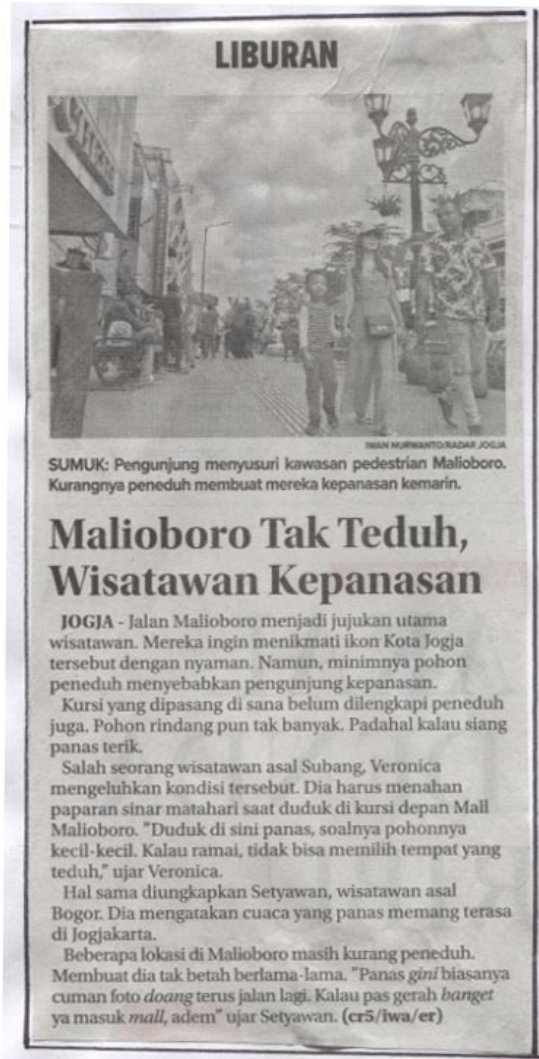 LIBURAN
IWAN NURWANTO/RADAR JOGJA
SUMUK: Pengunjung menyusuri kawasan pedestrian Malioboro.
Kurangnya peneduh membuat mereka kepanasan kemarin.
Malioboro Tak Teduh,
Wisatawan Kepanasan
JOGJA - Jalan Malioboro menjadi jujukan utama
wisatawan. Mereka ingin menikmati ikon Kota Jogja
tersebut dengan nyaman. Namun, minimnya pohon
peneduh menyebabkan pengunjung kepanasan.
Kursi yang dipasang di sana belum dilengkapi peneduh
juga. Pohon rindang pun tak banyak. Padahal kalau siang
panas terik.
Salah seorang wisatawan asal Subang, Veronica
mengeluhkan kondisi tersebut. Dia harus menahan
paparan sinar matahari saat duduk di kursi depan Mall
Malioboro. "Duduk di sini panas, soalnya pohonnya
kecil-kecil. Kalau ramai, tidak bisa memilih tempat yang
teduh," ujar Veronica.
Hal sama diungkapkan Setyawan, wisatawan asal
Bogor. Dia mengatakan cuaca yang panas memang terasa
di Jogjakarta.
Beberapa lokasi di Malioboro masih kurang peneduh.
Membuat dia tak betah berlama-lama. "Panas gini biasanya
cuman foto doang terus jalan lagi. Kalau pas gerah banget
ya masuk mall, adem" ujar Setyawan. (cr5/iwa/er)